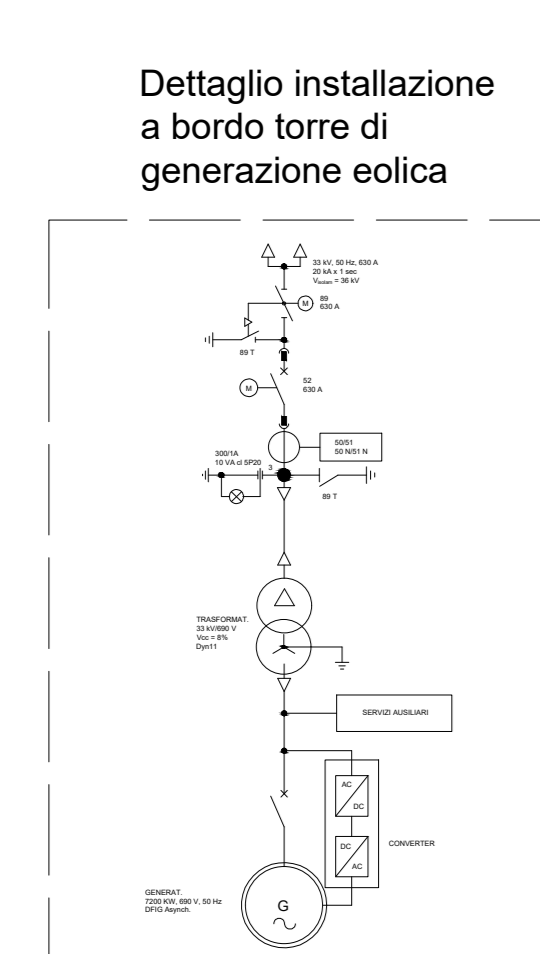 Dettaglio installazione
a bordo torre di
generazione eolica
33 kV, 50 Hz, 630 A
20 kA x 1 sec
Visolam = 36 kV
M
89
630 A
89 T
M
52
630 A
50/51
50 N/51 N
300/1A
10 VA cl 5P20
3
89 T
TRASFORMAT.
33 kV/690 V
Vcc = 8%
Dyn11
SERVIZI AUSILIARI
AC
DC
DC
AC
CONVERTER
GENERAT.
7200 KW, 690 V, 50 Hz
DFIG Asynch.
G